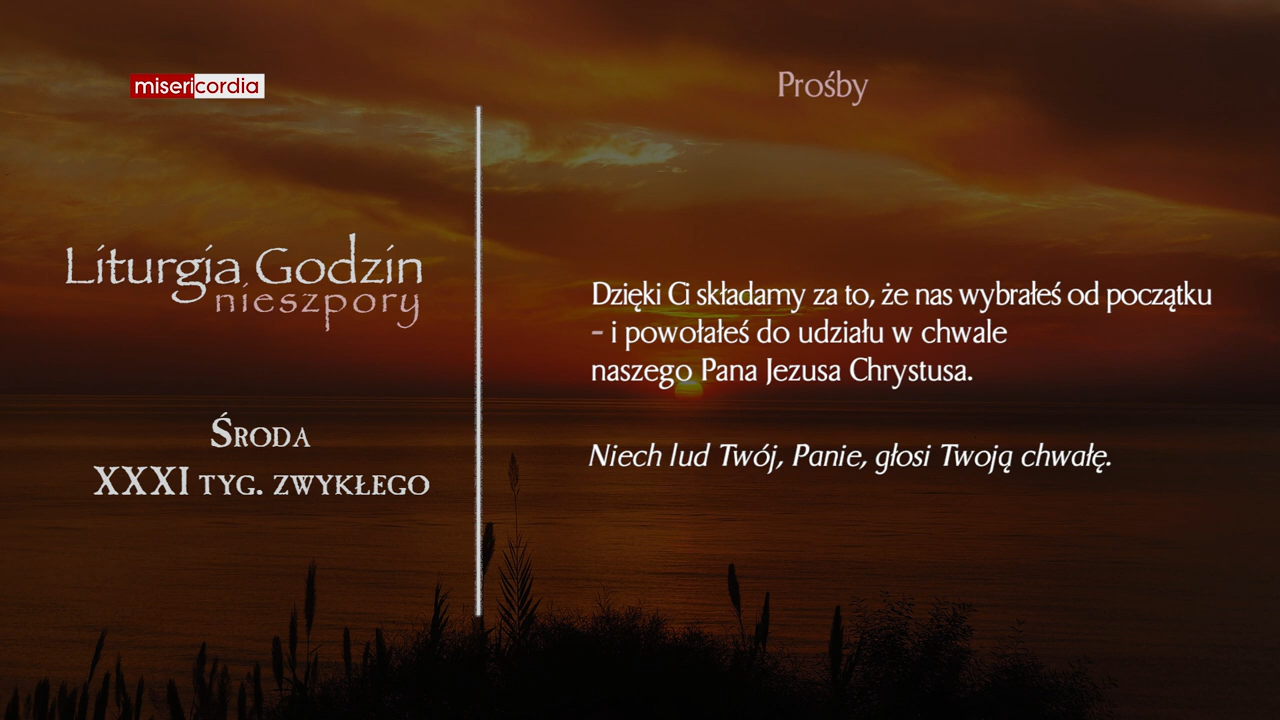 misericordia
Liturgia Godzin
nieszpory
Środa
XXXI tyg. zwykłego
Prośby
Dzięki Ci składamy za to, że nas wybrałeś od początku
– i powołałeś do udziału w chwale
naszego Pana Jezusa Chrystusa.
Niech lud Twój, Panie, głosi Twoją chwałę.